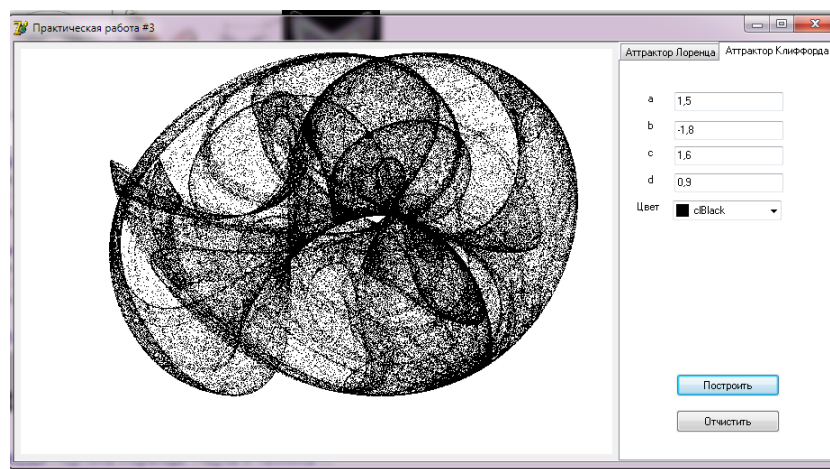 Практическая работа #3
Аттрактор Лоренца Аттрактор Клиффорда
a 1,5
b -1,8
c 1,6
d 0,9
Цвет clBlack
Построить
Отчистить